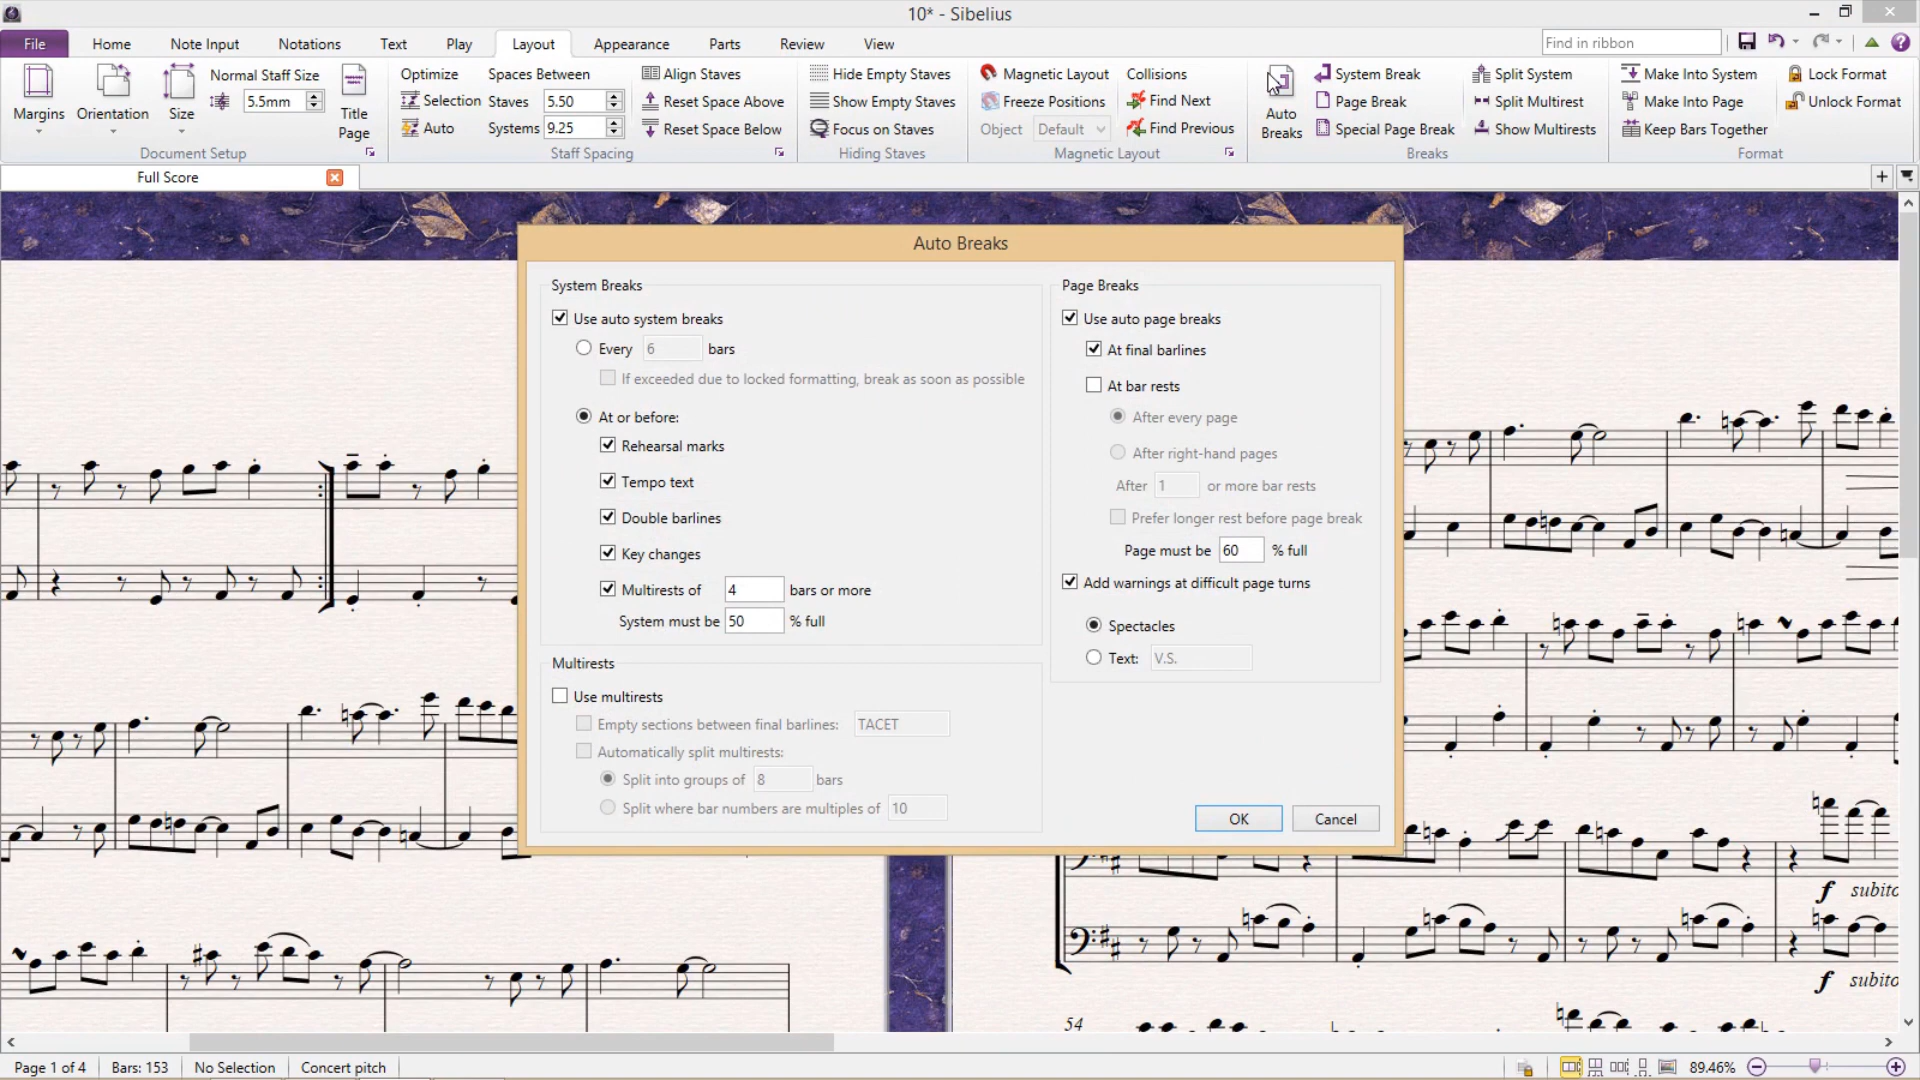 10* - Sibelius
File Home Note Input Notations Text Play Layout Appearance Parts Review View Find in ribbon
Margins
Orientation
Size
Normal Staff Size
5.5mm
Title Page
Document Setup
Optimize
Selection
Auto
Spaces Between
Staves 5.50
Systems 9.25
Align Staves
Reset Space Above
Reset Space Below
Staff Spacing
Hide Empty Staves
Show Empty Staves
Focus on Staves
Hiding Staves
Magnetic Layout
Freeze Positions
Object Default
Collisions
Find Next
Find Previous
Magnetic Layout
Auto Breaks
System Break
Page Break
Special Page Break
Split System
Split Multirest
Show Multirests
Breaks
Make Into System
Make Into Page
Keep Bars Together
Lock Format
Unlock Format
Format
Full Score
Auto Breaks
System Breaks
Use auto system breaks
Every 6 bars
If exceeded due to locked formatting, break as soon as possible
At or before:
Rehearsal marks
Tempo text
Double barlines
Key changes
Multirests of 4 bars or more
System must be 50 % full
Multirests
Use multirests
Empty sections between final barlines: TACET
Automatically split multirests:
Split into groups of 8 bars
Split where bar numbers are multiples of 10
Page Breaks
Use auto page breaks
At final barlines
At bar rests
After every page
After right-hand pages
After 1 or more bar rests
Prefer longer rest before page break
Page must be 60 % full
Add warnings at difficult page turns
Spectacles
Text: V.S.
OK Cancel
f subito
f subito
54
Page 1 of 4 Bars: 153 No Selection Concert pitch 89.46%